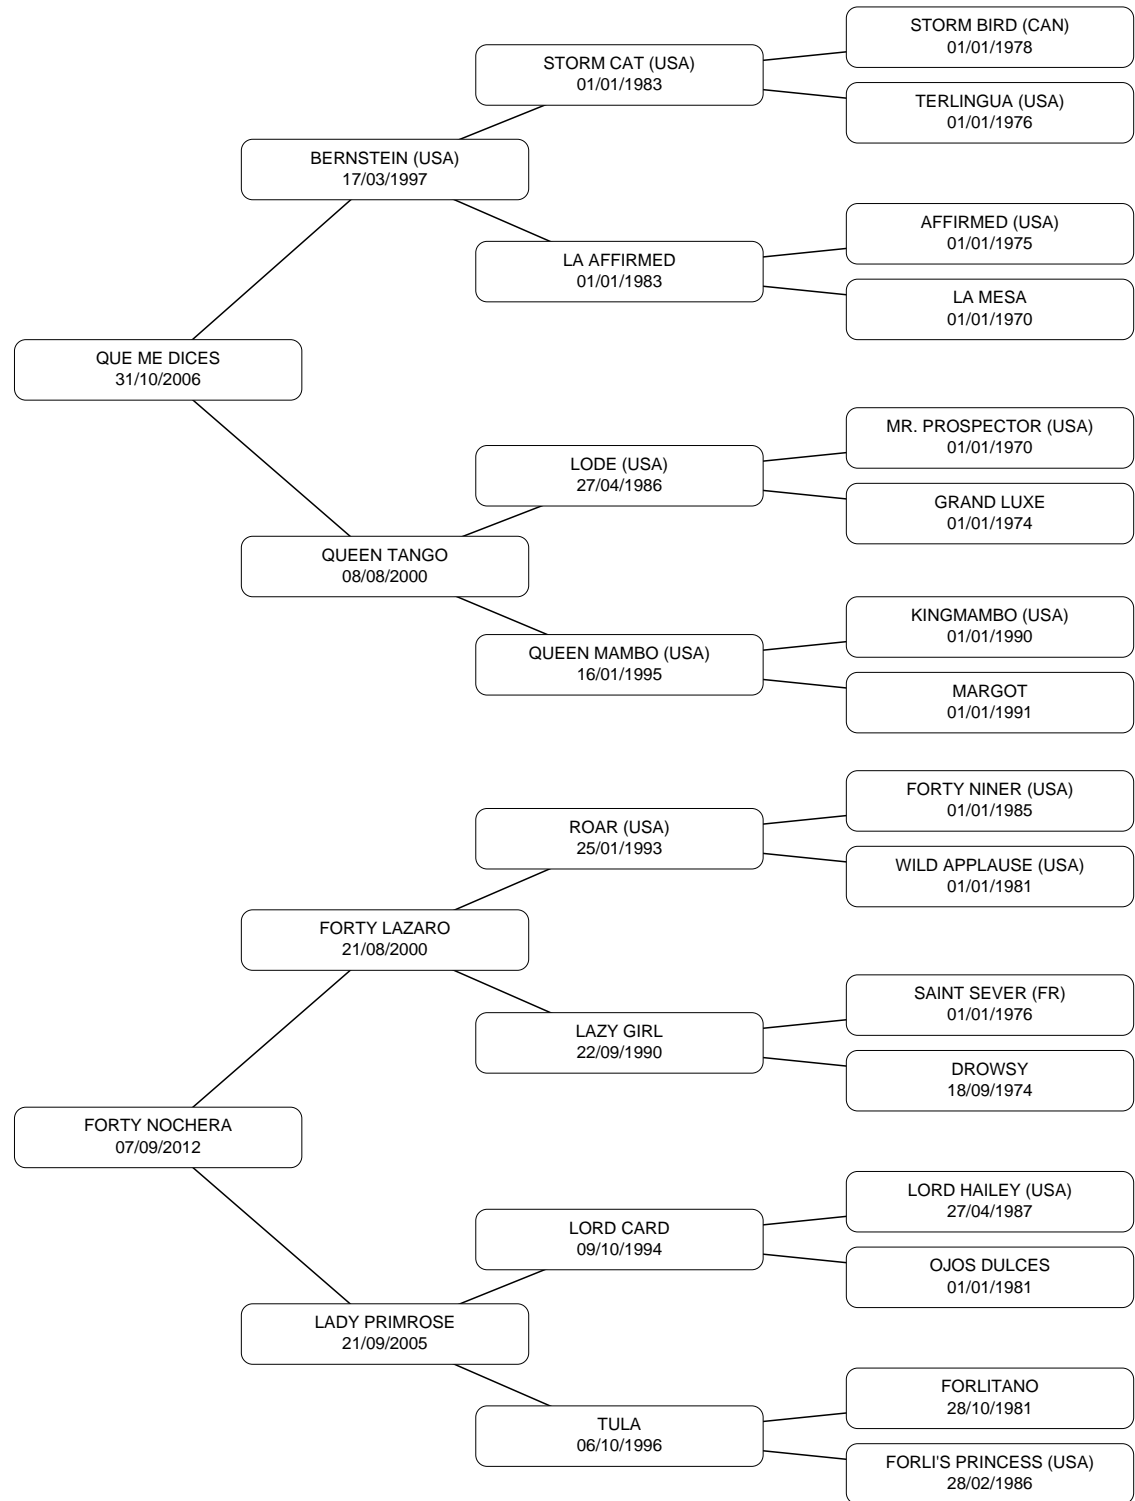 STORM BIRD (CAN)
01/01/1978
STORM CAT (USA)
01/01/1983
TERLINGUA (USA)
01/01/1976
BERNSTEIN (USA)
17/03/1997
AFFIRMED (USA)
01/01/1975
LA AFFIRMED
01/01/1983
LA MESA
01/01/1970
QUE ME DICES
31/10/2006
MR. PROSPECTOR (USA)
01/01/1970
LODE (USA)
27/04/1986
GRAND LUXE
01/01/1974
QUEEN TANGO
08/08/2000
KINGMAMBO (USA)
01/01/1990
QUEEN MAMBO (USA)
16/01/1995
MARGOT
01/01/1991
FORTY NINER (USA)
01/01/1985
ROAR (USA)
25/01/1993
WILD APPLAUSE (USA)
01/01/1981
FORTY LAZARO
21/08/2000
SAINT SEVER (FR)
01/01/1976
LAZY GIRL
22/09/1990
DROWSY
18/09/1974
FORTY NOCHERA
07/09/2012
LORD HAILEY (USA)
27/04/1987
LORD CARD
09/10/1994
OJOS DULCES
01/01/1981
LADY PRIMROSE
21/09/2005
FORLITANO
28/10/1981
TULA
06/10/1996
FORLI'S PRINCESS (USA)
28/02/1986